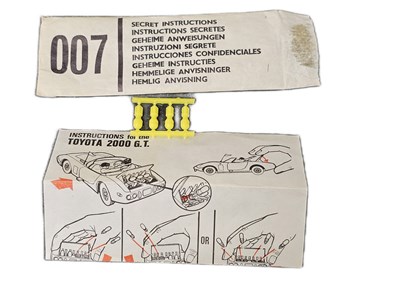 007
SECRET INSTRUCTIONS
INSTRUCTIONS SECRETES
GEHEIME ANWEISUNGEN
INSTRUZIONI SEGRETE
INSTRUCCIONES CONFIDENCIALES
GEHEIME INSTRUCTIES
HEMMELIGE ANVISNINGER
HEMLIG ANVISNING
INSTRUCTIONS for the
TOYOTA 2000 G.T.
OR